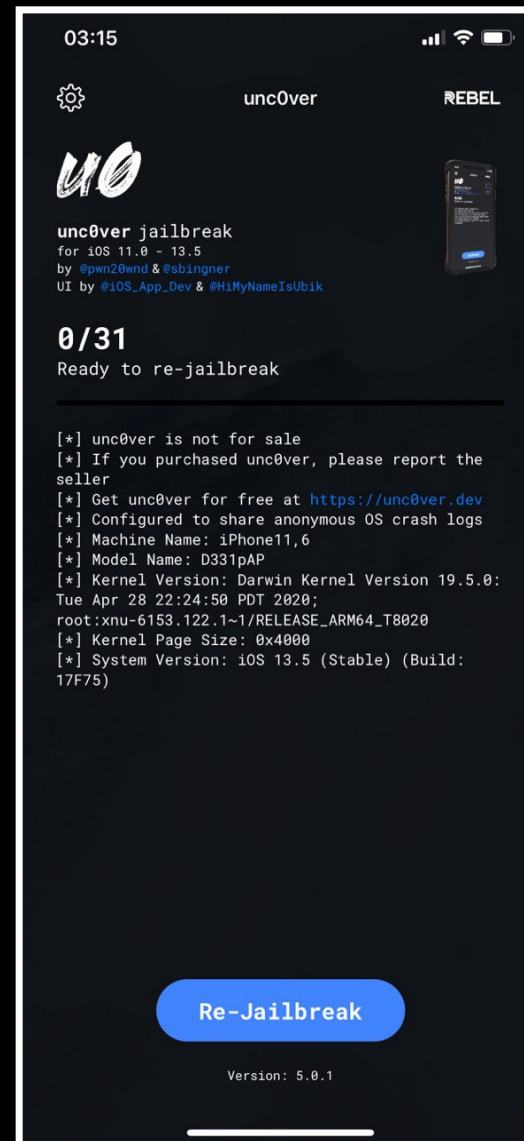 03:15
unc0ver
REBEL
u0
unc0ver jailbreak
for iOS 11.0 - 13.5
by @pwn20wnd & @sbingner
UI by @iOS_App_Dev & @HiMyNameIsUbik
0/31
Ready to re-jailbreak
[*] unc0ver is not for sale
[*] If you purchased unc0ver, please report the
seller
[*] Get unc0ver for free at https://unc0ver.dev
[*] Configured to share anonymous OS crash logs
[*] Machine Name: iPhone11,6
[*] Model Name: D331pAP
[*] Kernel Version: Darwin Kernel Version 19.5.0:
Tue Apr 28 22:24:50 PDT 2020;
root:xnu-6153.122.1~1/RELEASE_ARM64_T8020
[*] Kernel Page Size: 0x4000
[*] System Version: iOS 13.5 (Stable) (Build:
17F75)
Re-Jailbreak
Version: 5.0.1